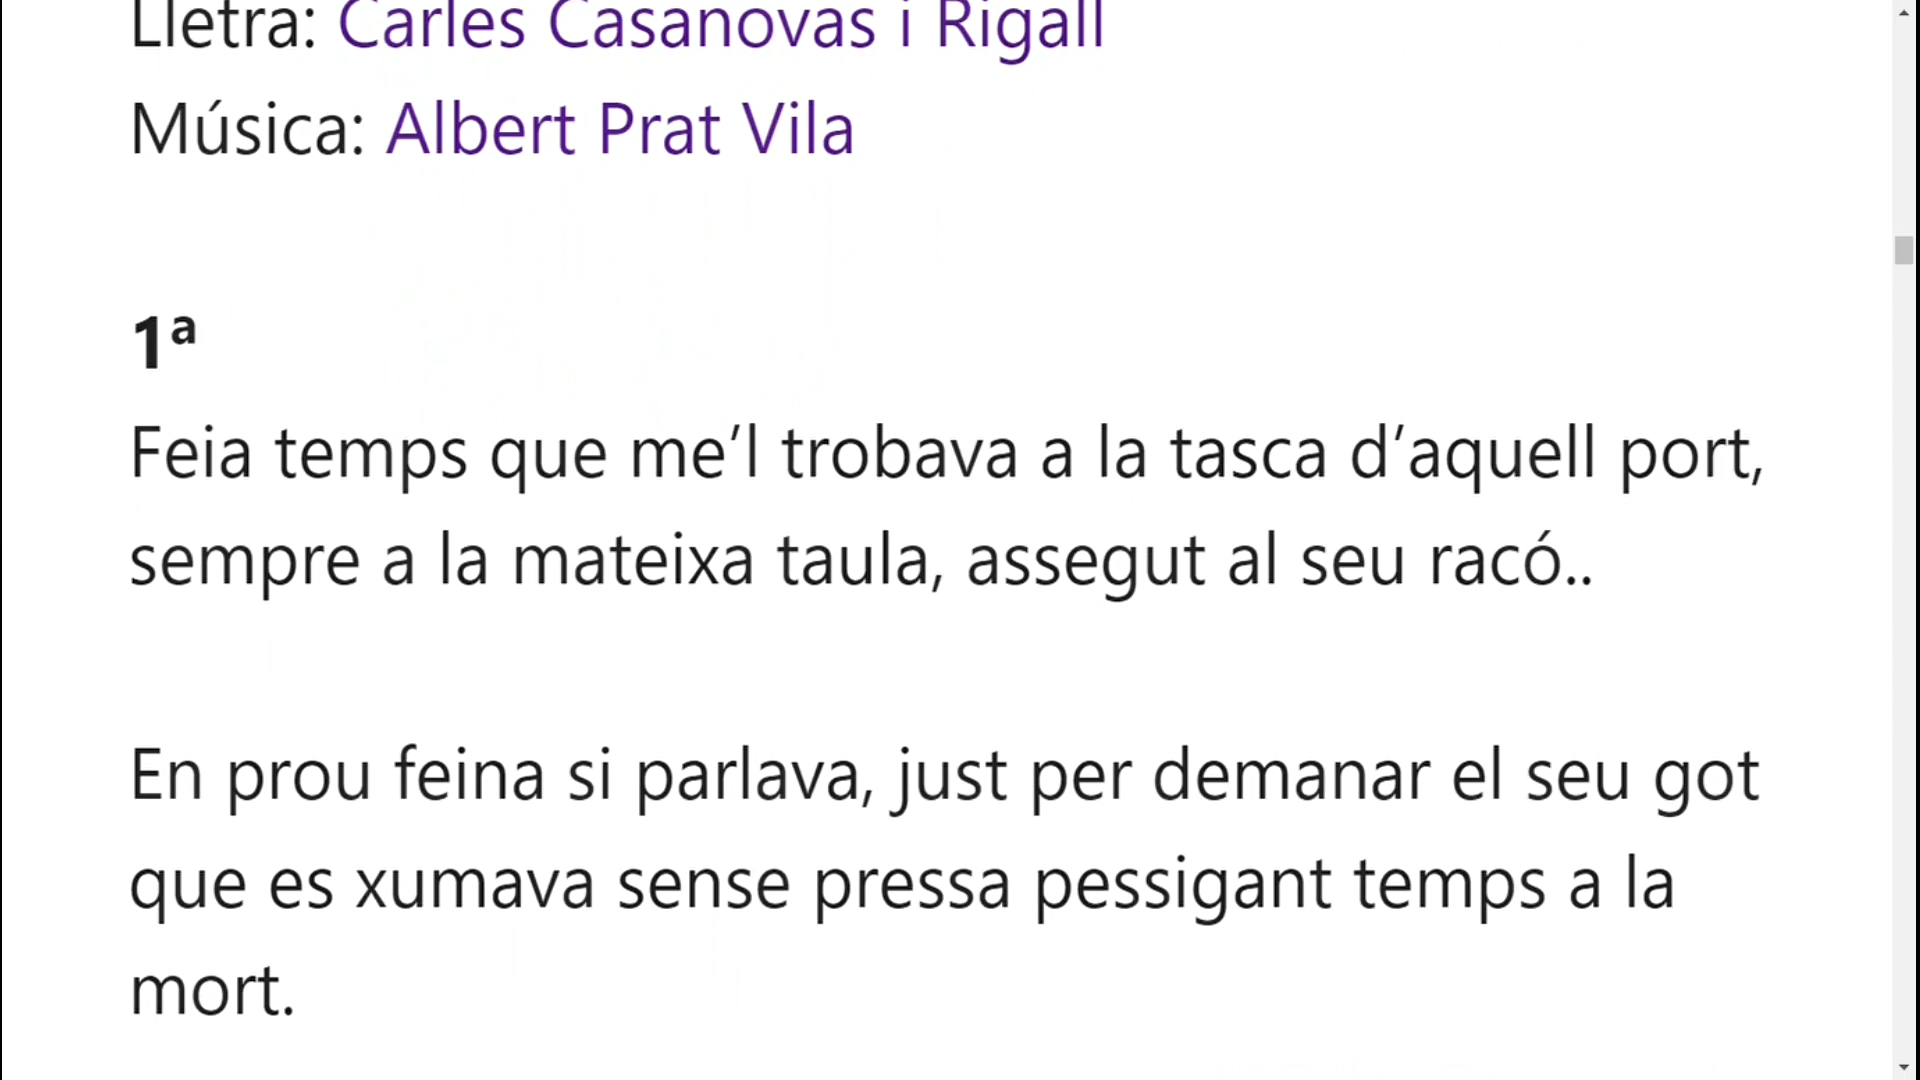 Lletra: Carles Casanovas i Rigall
Música: Albert Prat Vila
1ª
Feia temps que me’l trobava a la tasca d’aquell port,
sempre a la mateixa taula, assegut al seu racó..
En prou feina si parlava, just per demanar el seu got
que es xumava sense pressa pessigant temps a la
mort.